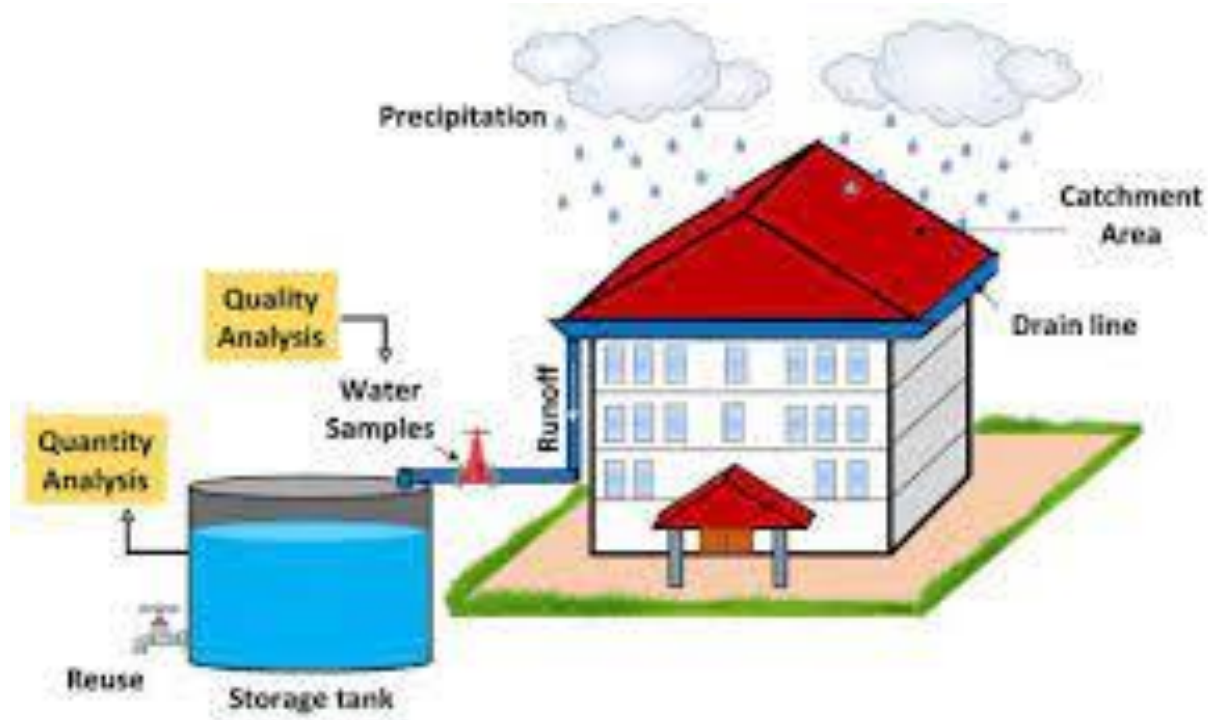 Precipitation
Catchment
Area
Drain line
Quality
Analysis
Water
Samples
Runoff
Quantity
Analysis
Reuse
Storage tank